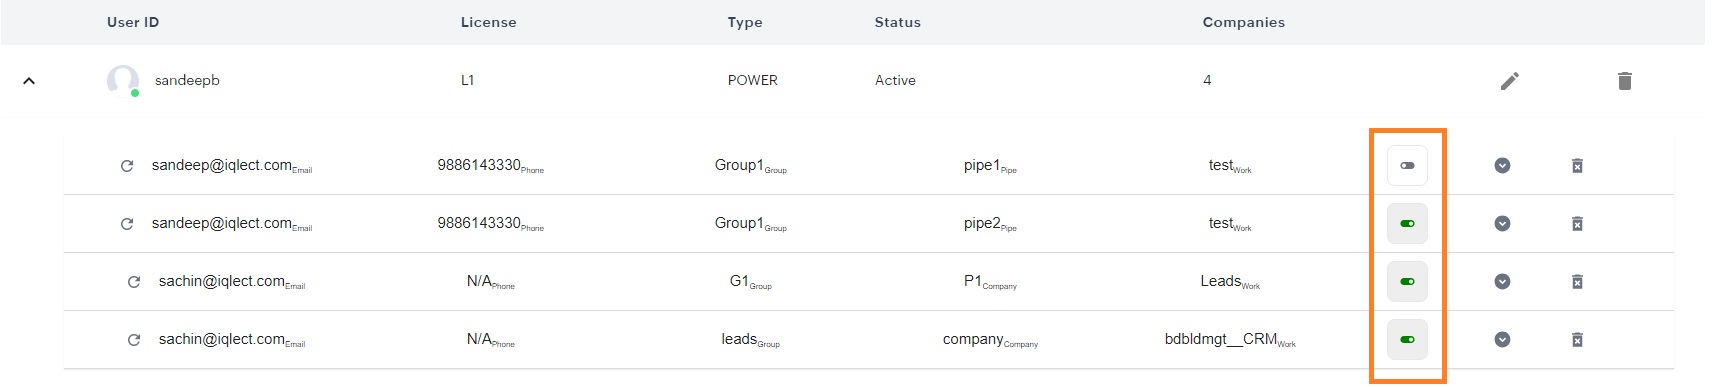 User ID License Type Status Companies
sandeepb L1 POWER Active 4
sandeep@iqlect.com Email 9886143330 Phone Group1 Group pipe1 Pipe test Work
sandeep@iqlect.com Email 9886143330 Phone Group1 Group pipe2 Pipe test Work
sachin@iqlect.com Email N/A Phone G1 Group P1 Company Leads Work
sachin@iqlect.com Email N/A Phone leads Group company Company bdbldmgt__CRM Work